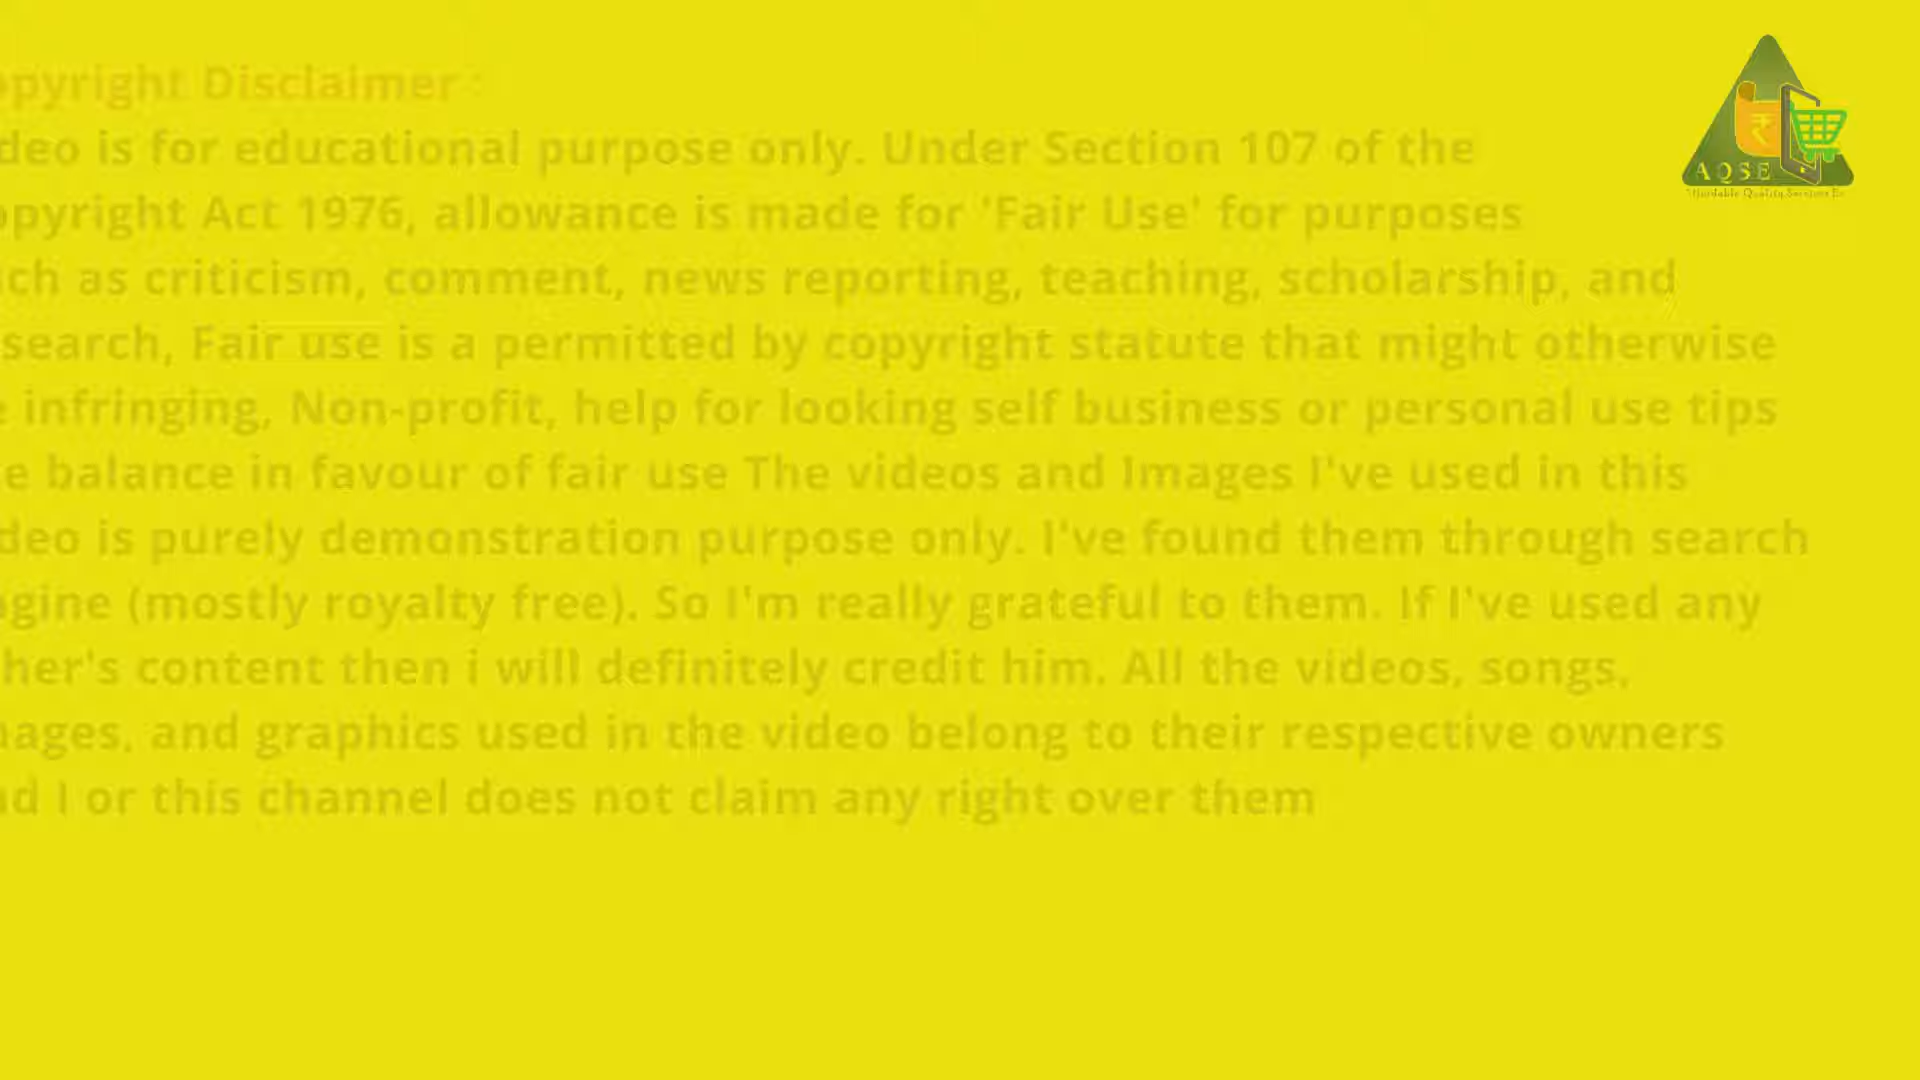 opyright Disclaimer :
deo is for educational purpose only. Under Section 107 of the
opyright Act 1976, allowance is made for 'Fair Use' for purposes
ch as criticism, comment, news reporting, teaching, scholarship, and
search, Fair use is a permitted by copyright statute that might otherwise
e infringing, Non-profit, help for looking self business or personal use tips
e balance in favour of fair use The videos and Images I've used in this
deo is purely demonstration purpose only. I've found them through search
gine (mostly royalty free). So I'm really grateful to them. If I've used any
her's content then i will definitely credit him. All the videos, songs,
ages, and graphics used in the video belong to their respective owners
nd I or this channel does not claim any right over them
₹
AQSE
Affordable Quality Services